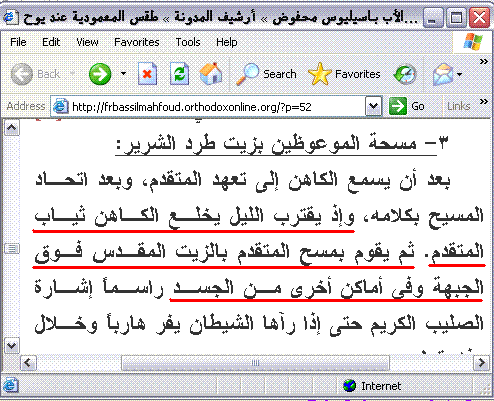 الأب باسيليوس محفوض » أرشيف المدونة » طقس المعمودية عند يوح...
File Edit View Favorites Tools Help
Back Search Favorites
Address http://frbassilmahfoud.orthodoxonline.org/?p=52 Go Links »
٣- مسحة الموعوظين بزيت طرد الشرير:
بعد أن يسمع الكاهن إلى تعهد المتقدم، وبعد اتحاد
المسيح بكلامه، وإذ يقترب الليل يخلع الكاهن ثياب
المتقدم. ثم يقوم بمسح المتقدم بالزيت المقدس فوق
الجبهة وفى أماكن أخرى من الجسد راسماً إشارة
الصليب الكريم حتى إذا رآها الشيطان يفر هارباً وخلال
Internet